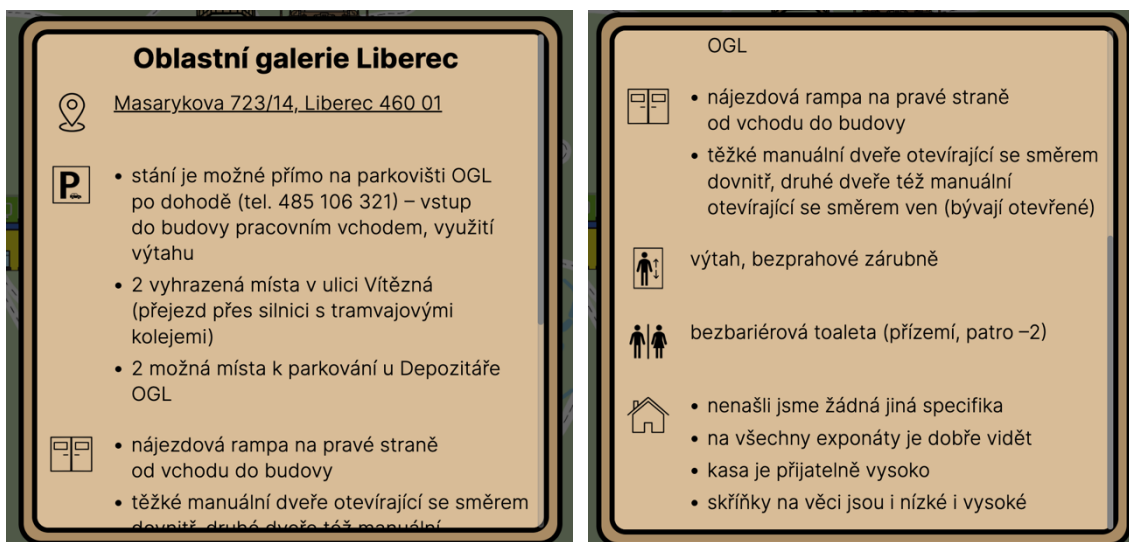 Oblastní galerie Liberec
Masarykova 723/14, Liberec 460 01
P
• stání je možné přímo na parkovišti OGL
po dohodě (tel. 485 106 321) – vstup
do budovy pracovním vchodem, využití
výtahu
• 2 vyhrazená místa v ulici Vítězná
(přejezd přes silnici s tramvajovými
kolejemi)
• 2 možná místa k parkování u Depozitáře
OGL
• nájezdová rampa na pravé straně
od vchodu do budovy
• těžké manuální dveře otevírající se směrem
dovnitř, druhé dveře též manuální
OGL
• nájezdová rampa na pravé straně
od vchodu do budovy
• těžké manuální dveře otevírající se směrem
dovnitř, druhé dveře též manuální
otevírající se směrem ven (bývají otevřené)
výtah, bezprahové zárubně
bezbariérová toaleta (přízemí, patro –2)
• nenašli jsme žádná jiná specifika
• na všechny exponáty je dobře vidět
• kasa je přijatelně vysoko
• skříňky na věci jsou i nízké i vysoké